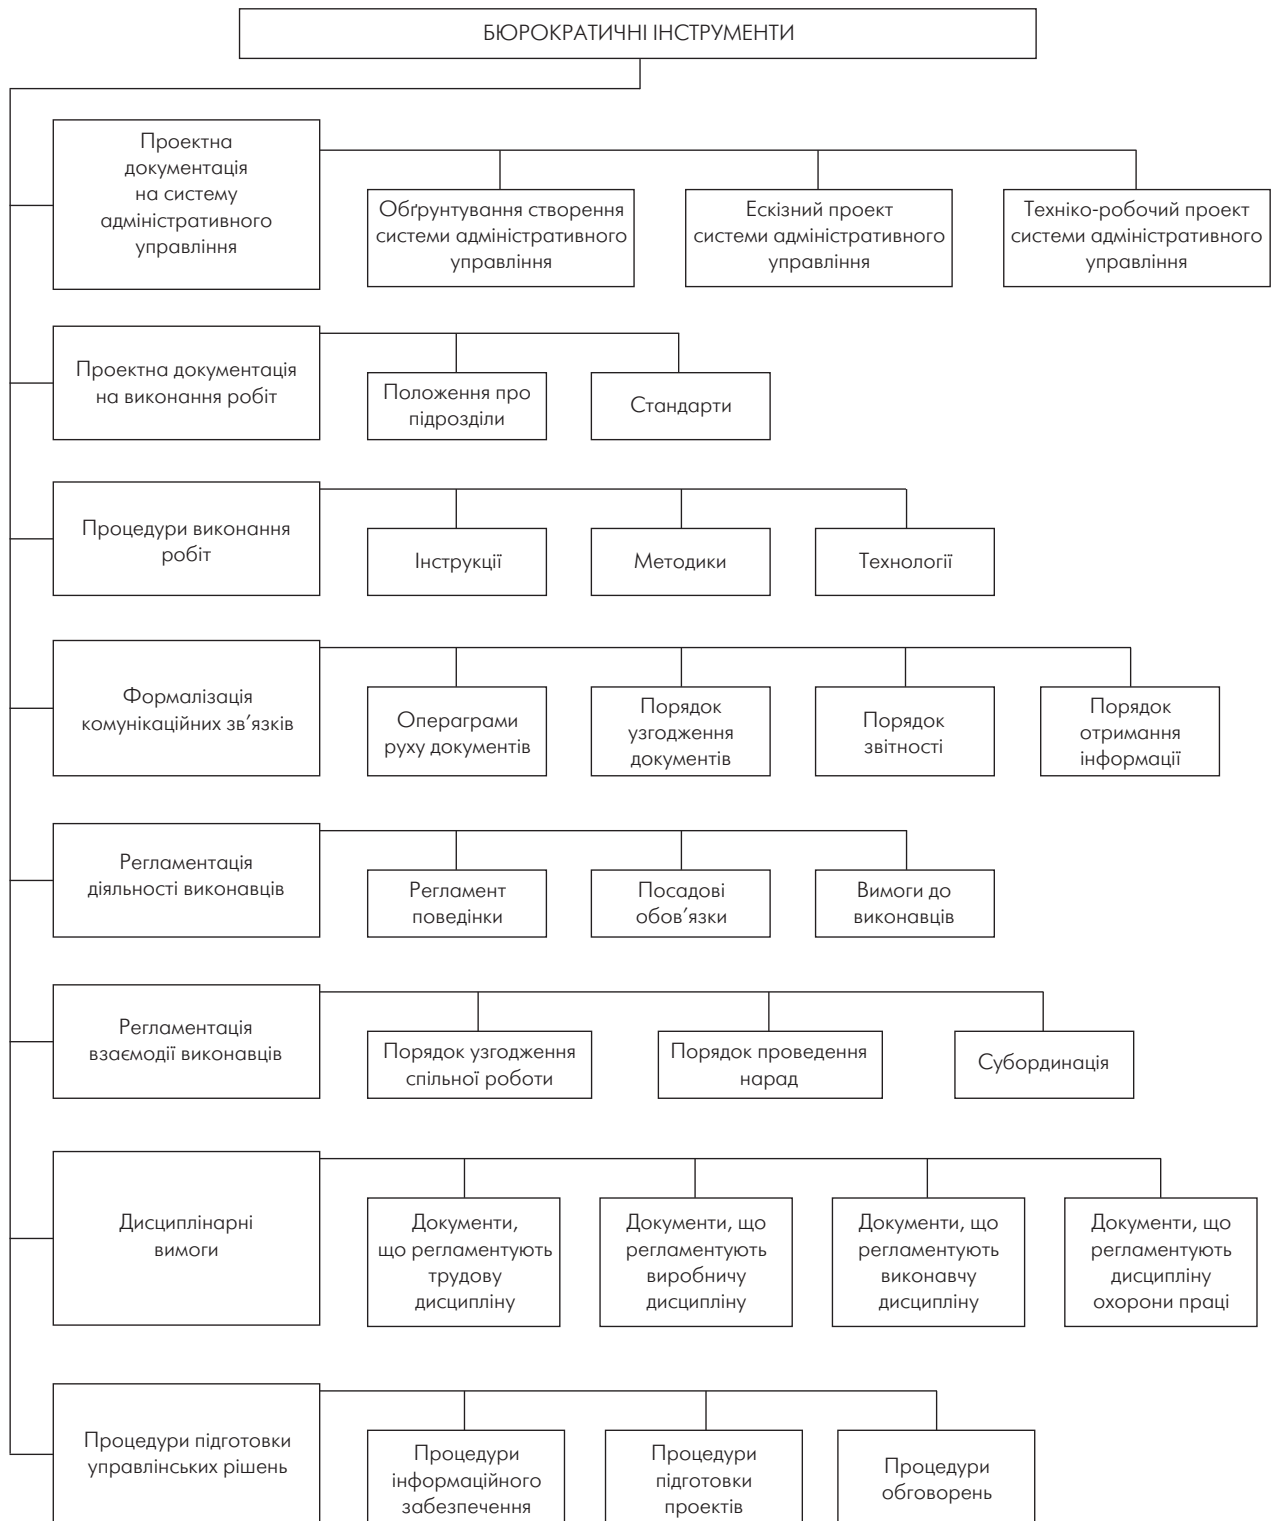 БЮРОКРАТИЧНІ ІНСТРУМЕНТИ
Проектна
документація
на систему
адміністративного
управління
Обґрунтування створення
системи адміністративного
управління
Ескізний проект
системи адміністративного
управління
Техніко-робочий проект
системи адміністративного
управління
Проектна документація
на виконання робіт
Положення про
підрозділи
Стандарти
Процедури виконання
робіт
Інструкції
Методики
Технології
Формалізація
комунікаційних зв’язків
Операграми
руху документів
Порядок
узгодження
документів
Порядок
звітності
Порядок
отримання
інформації
Регламентація
діяльності виконавців
Регламент
поведінки
Посадові
обов’язки
Вимоги до
виконавців
Регламентація
взаємодії виконавців
Порядок узгодження
спільної роботи
Порядок проведення
нарад
Субординація
Дисциплінарні
вимоги
Документи,
що регламентують
трудову
дисципліну
Документи, що
регламентують
виробничу
дисципліну
Документи, що
регламентують
виконавчу
дисципліну
Документи, що
регламентують
дисципліну
охорони праці
Процедури підготовки
управлінських рішень
Процедури
інформаційного
забезпечення
Процедури
підготовки
проектів
Процедури
обговорень